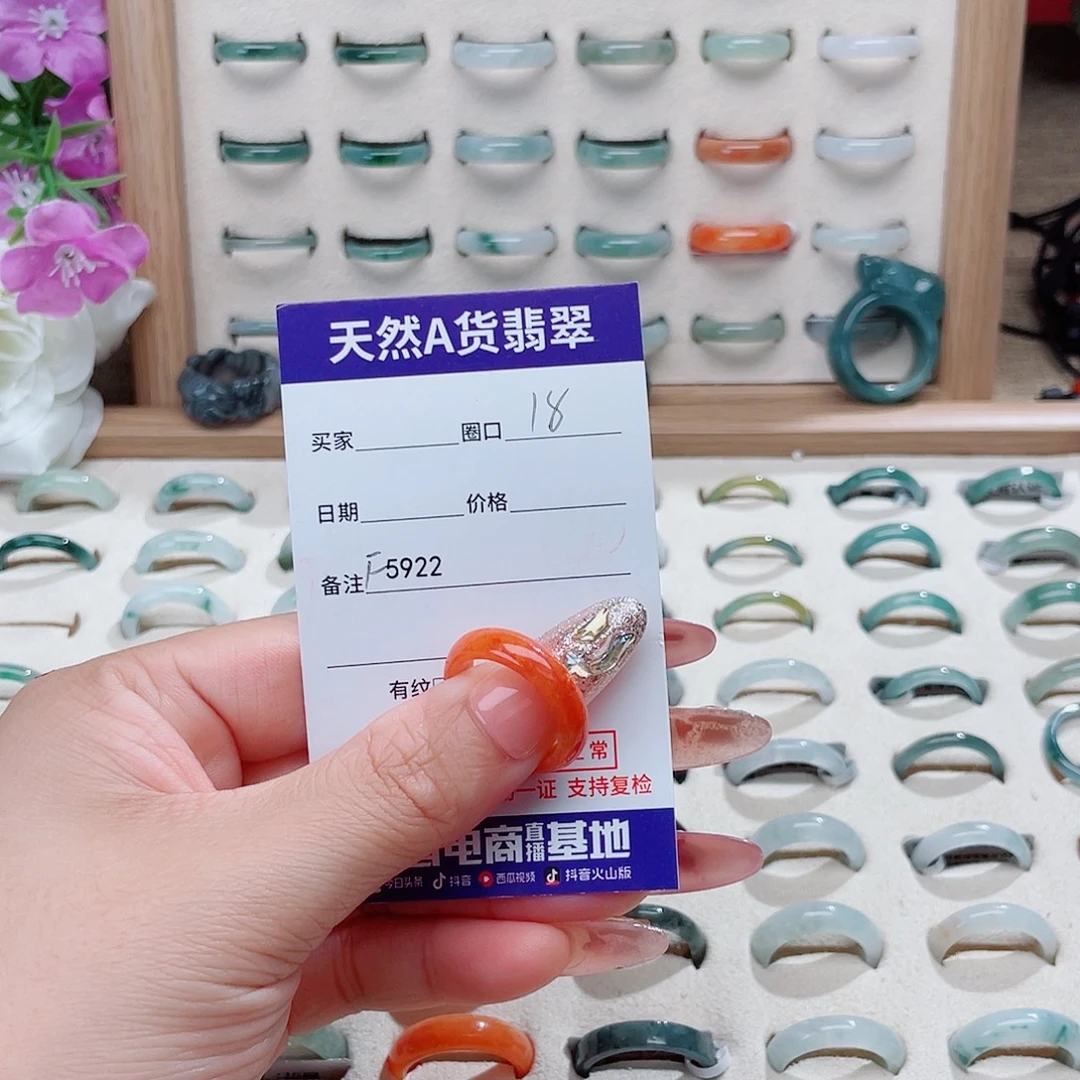 天然A货翡翠
买家 圈口 18
日期 价格
备注 F5922
有纹
常
一证 支持复检
电商直播基地
今日头条 抖音 西瓜视频 抖音火山版